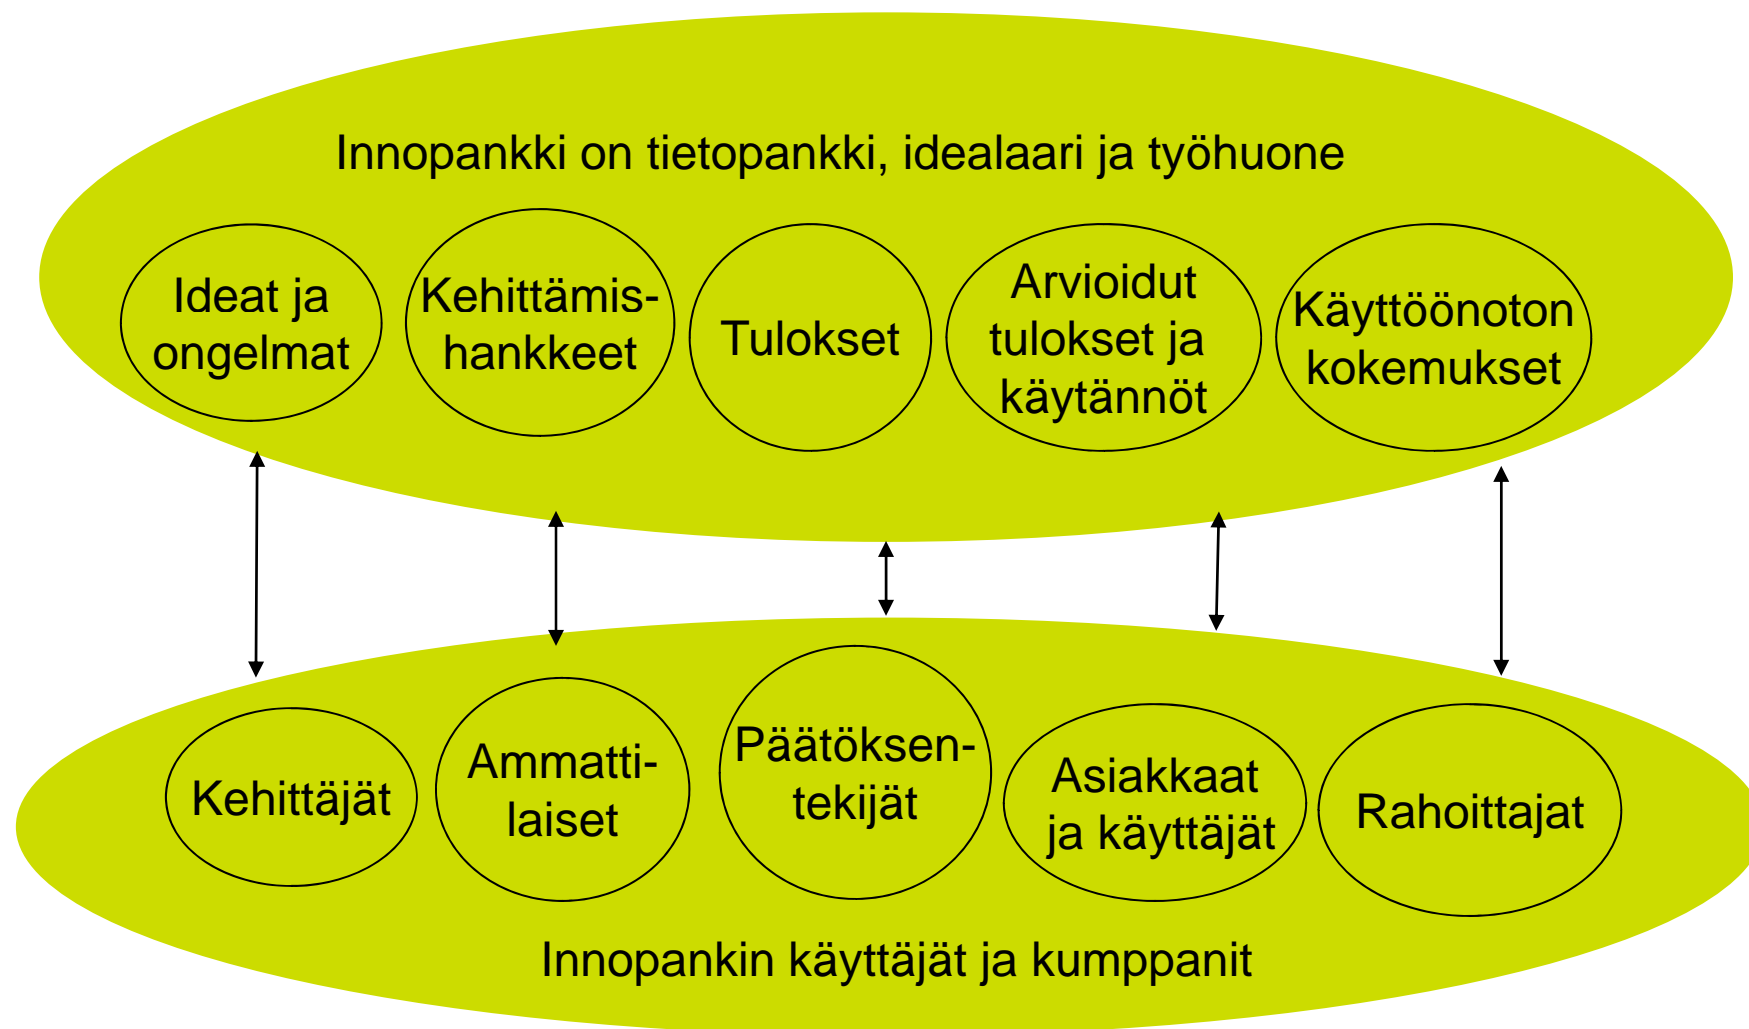 Innopankki on tietopankki, idealaari ja työhuone
Ideat ja
ongelmat
Kehittämis-
hankkeet
Tulokset
Arvioidut
tulokset ja
käytännöt
Käyttöönoton
kokemukset
Kehittäjät
Ammatti-
laiset
Päätöksen-
tekijät
Asiakkaat
ja käyttäjät
Rahoittajat
Innopankin käyttäjät ja kumppanit